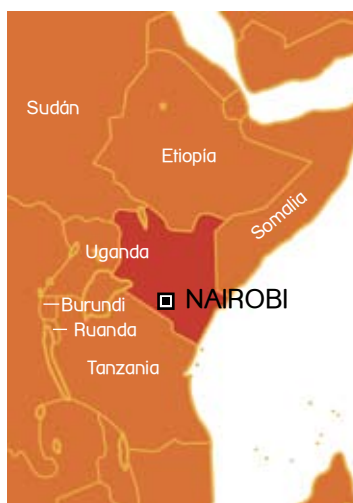 Sudán
Etiopía
Somalia
Uganda
NAIROBI
Burundi
Ruanda
Tanzania